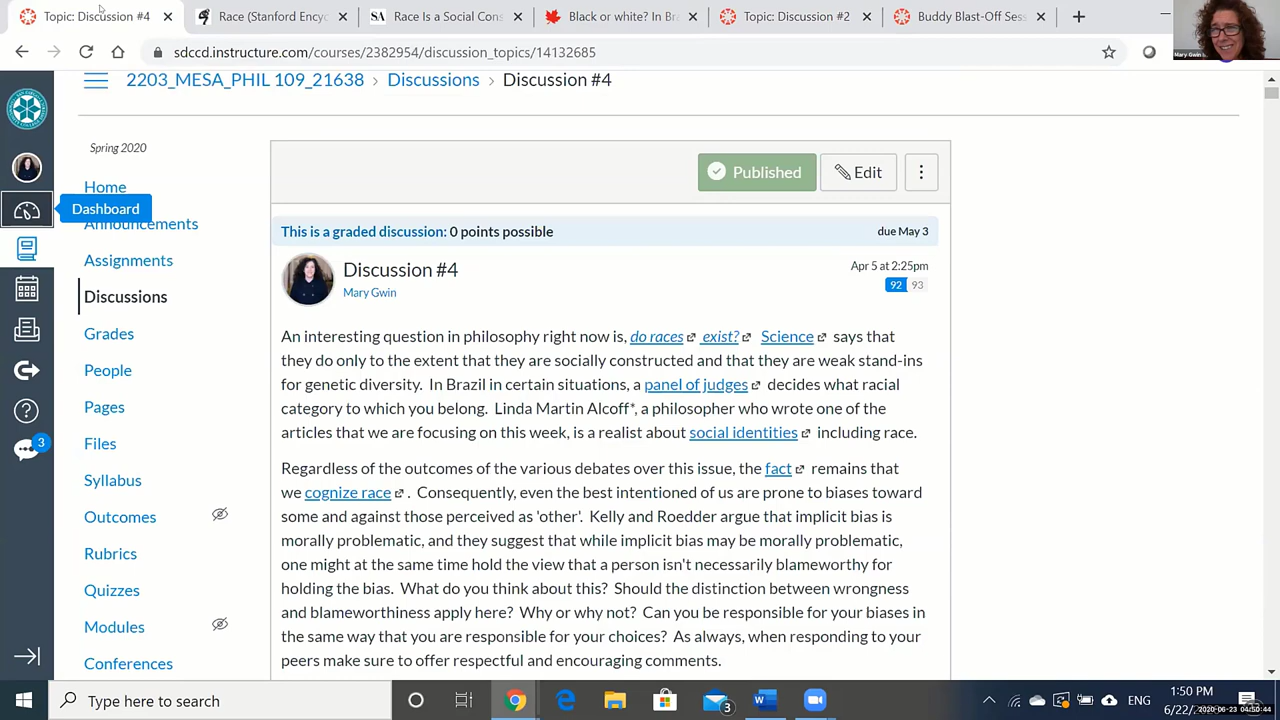 Topic: Discussion #4
Race (Stanford Ency
Race Is a Social Cons
Black or white? In Br
Topic: Discussion #2
Buddy Blast-Off Ses
Mary Gwin
sdccd.instructure.com/courses/2382954/discussion_topics/14132685
2203_MESA_PHIL 109_21638 > Discussions > Discussion #4
Spring 2020
Home
Dashboard
Announcements
Assignments
Discussions
Grades
People
Pages
Files
3
Syllabus
Outcomes
Rubrics
Quizzes
Modules
Conferences
Published
Edit
This is a graded discussion: 0 points possible
due May 3
Discussion #4
Apr 5 at 2:25pm
Mary Gwin
92 93
An interesting question in philosophy right now is, do races exist? Science says that
they do only to the extent that they are socially constructed and that they are weak stand-ins
for genetic diversity. In Brazil in certain situations, a panel of judges decides what racial
category to which you belong. Linda Martin Alcoff*, a philosopher who wrote one of the
articles that we are focusing on this week, is a realist about social identities including race.
Regardless of the outcomes of the various debates over this issue, the fact remains that
we cognize race . Consequently, even the best intentioned of us are prone to biases toward
some and against those perceived as 'other'. Kelly and Roedder argue that implicit bias is
morally problematic, and they suggest that while implicit bias may be morally problematic,
one might at the same time hold the view that a person isn't necessarily blameworthy for
holding the bias. What do you think about this? Should the distinction between wrongness
and blameworthiness apply here? Why or why not? Can you be responsible for your biases in
the same way that you are responsible for your choices? As always, when responding to your
peers make sure to offer respectful and encouraging comments.
Type here to search
3
ENG
1:50 PM
6/22/2
2020-06-23 04:50:44